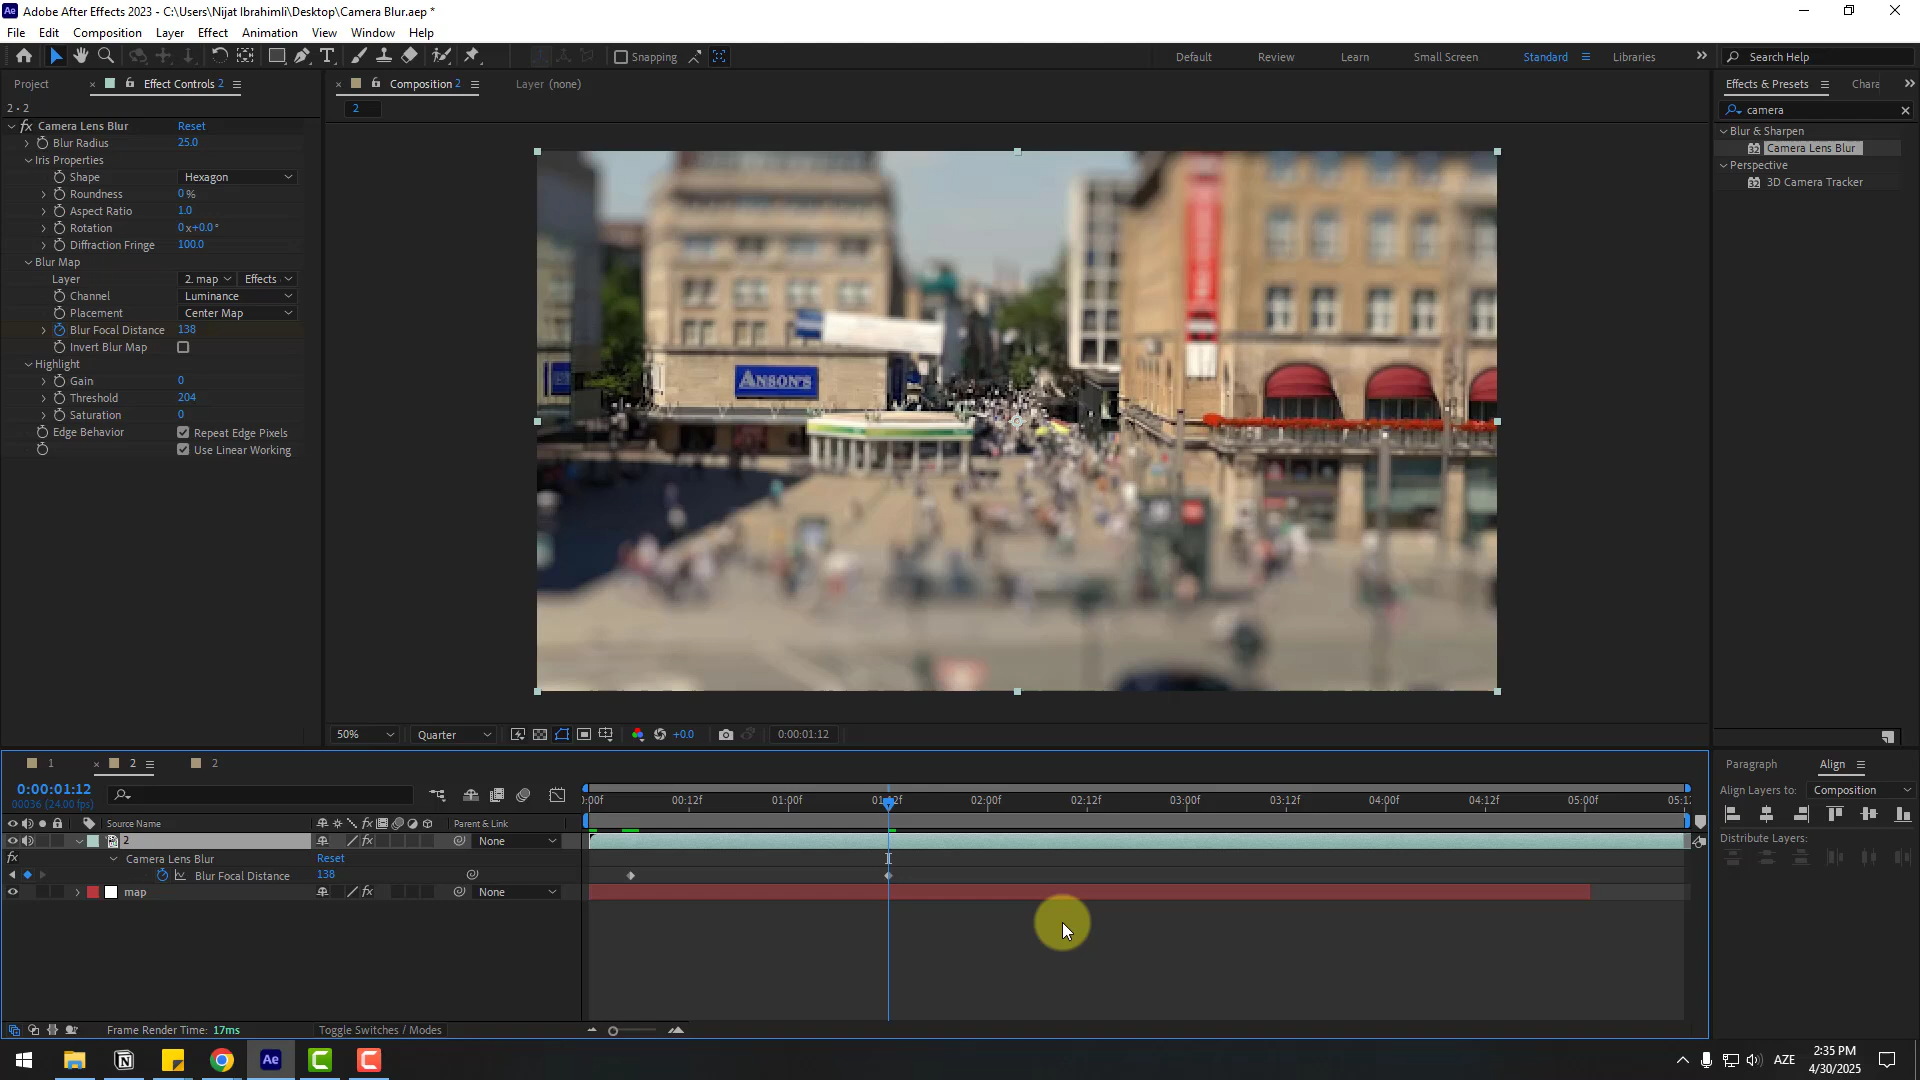 Adobe After Effects 2023 - C:\Users\Nijat Ibrahimli\Desktop\Camera Blur.aep *
File Edit Composition Layer Effect Animation View Window Help
Snapping Default Review Learn Small Screen Standard Libraries Search Help
Project Effect Controls 2 Composition 2 Layer (none) Effects & Presets Chara
2 • 2
2
camera
Camera Lens Blur Reset
Blur Radius 25.0
Iris Properties
Shape Hexagon
Roundness 0 %
Aspect Ratio 1.0
Rotation 0 x+0.0 °
Diffraction Fringe 100.0
Blur Map
Layer 2. map Effects
Channel Luminance
Placement Center Map
Blur Focal Distance 138
Invert Blur Map
Highlight
Gain 0
Threshold 204
Saturation 0
Edge Behavior Repeat Edge Pixels
Use Linear Working
Blur & Sharpen
Camera Lens Blur
Perspective
3D Camera Tracker
ANSON'S
50% Quarter +0.0 0:00:01:12
1 2 2
0:00:01:12
00036 (24.00 fps)
:00f 00:12f 01:00f 01:12f 02:00f 02:12f 03:00f 03:12f 04:00f 04:12f 05:00f 05:12
Source Name Parent & Link
2 None
Camera Lens Blur Reset
Blur Focal Distance 138
map None
Frame Render Time: 17ms Toggle Switches / Modes
Paragraph Align
Align Layers to: Composition
Distribute Layers:
AZE 2:35 PM
4/30/2025